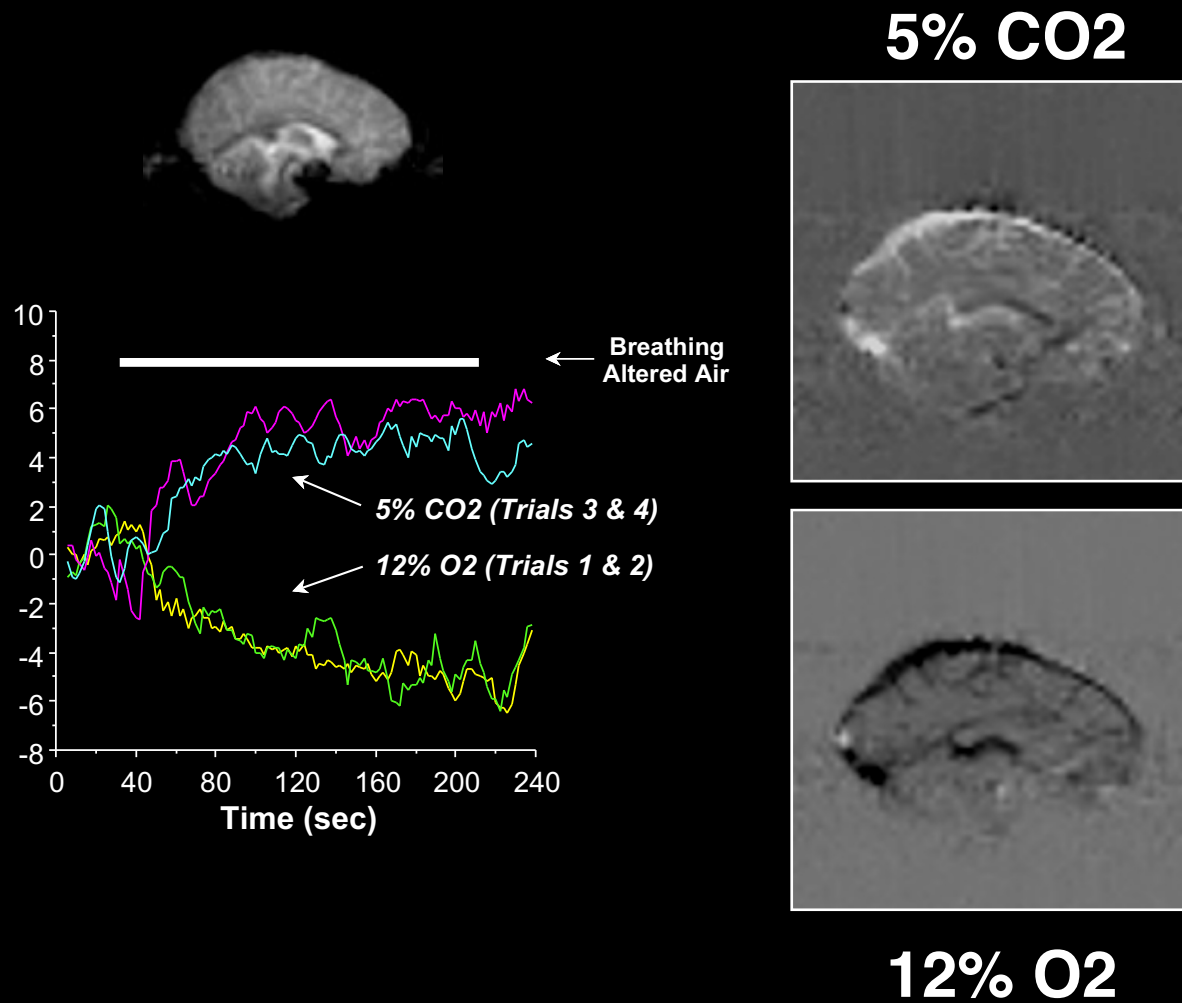 5% CO2
10
8
6
4
2
0
-2
-4
-6
-8
Breathing
Altered Air
5% CO2 (Trials 3 & 4)
12% O2 (Trials 1 & 2)
0 40 80 120 160 200 240
Time (sec)
12% O2